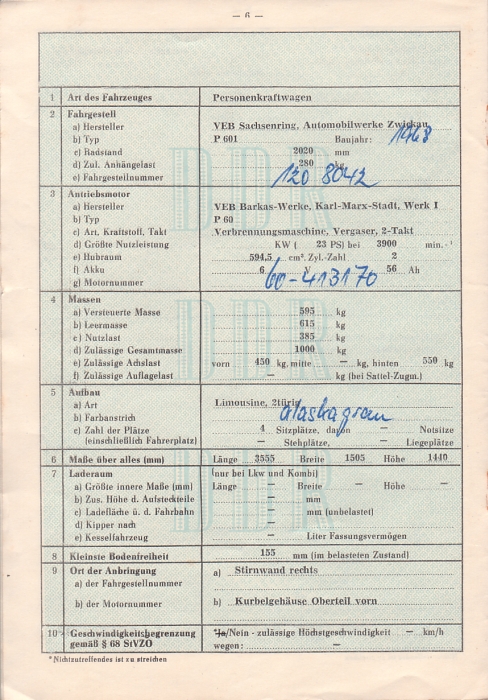 — 6 —
1 Art des Fahrzeuges Personenkraftwagen
2 Fahrgestell
a) Hersteller VEB Sachsenring, Automobilwerke Zwickau
b) Typ P 601 Baujahr: 1968
c) Radstand 2020 mm
d) Zul. Anhängelast 280 kg
e) Fahrgestellnummer 120 8042
3 Antriebsmotor
a) Hersteller VEB Barkas-Werke, Karl-Marx-Stadt, Werk I
b) Typ P 60
c) Art, Kraftstoff, Takt Verbrennungsmaschine, Vergaser, 2-Takt
d) Größte Nutzleistung KW ( 23 PS) bei 3900 min.-¹
e) Hubraum 594,5 cm³ Zyl.-Zahl 2
f) Akku 6 V 56 Ah
g) Motornummer 60-413170
4 Massen
a) Versteuerte Masse 595 kg
b) Leermasse 615 kg
c) Nutzlast 385 kg
d) Zulässige Gesamtmasse 1000 kg
e) Zulässige Achslast vorn 450 kg, mitte — kg, hinten 550 kg
f) Zulässige Auflagelast — kg (bei Sattel-Zugm.)
5 Aufbau
a) Art Limousine, 2türig
b) Farbanstrich alaskagrau
c) Zahl der Plätze 4 Sitzplätze, davon — Notsitze
(einschließlich Fahrerplatz) — Stehplätze, — Liegeplätze
6 Maße über alles (mm) Länge 3555 Breite 1505 Höhe 1440
7 Laderaum (nur bei Lkw und Kombi)
a) Größte innere Maße (mm) Länge — Breite — Höhe —
b) Zus. Höhe d. Aufsteckteile — mm
c) Ladefläche ü. d. Fahrbahn — mm (unbelastet)
d) Kipper nach —
e) Kesselfahrzeug — Liter Fassungsvermögen
8 Kleinste Bodenfreiheit 155 mm (im belasteten Zustand)
9 Ort der Anbringung a) Stirnwand rechts
a) der Fahrgestellnummer
b) der Motornummer b) Kurbelgehäuse Oberteil vorn
10 Geschwindigkeitsbegrenzung *Ja/Nein - zulässige Höchstgeschwindigkeit — km/h
gemäß § 68 StVZO wegen: —
*Nichtzutreffendes ist zu streichen
DDR
DDR
DDR